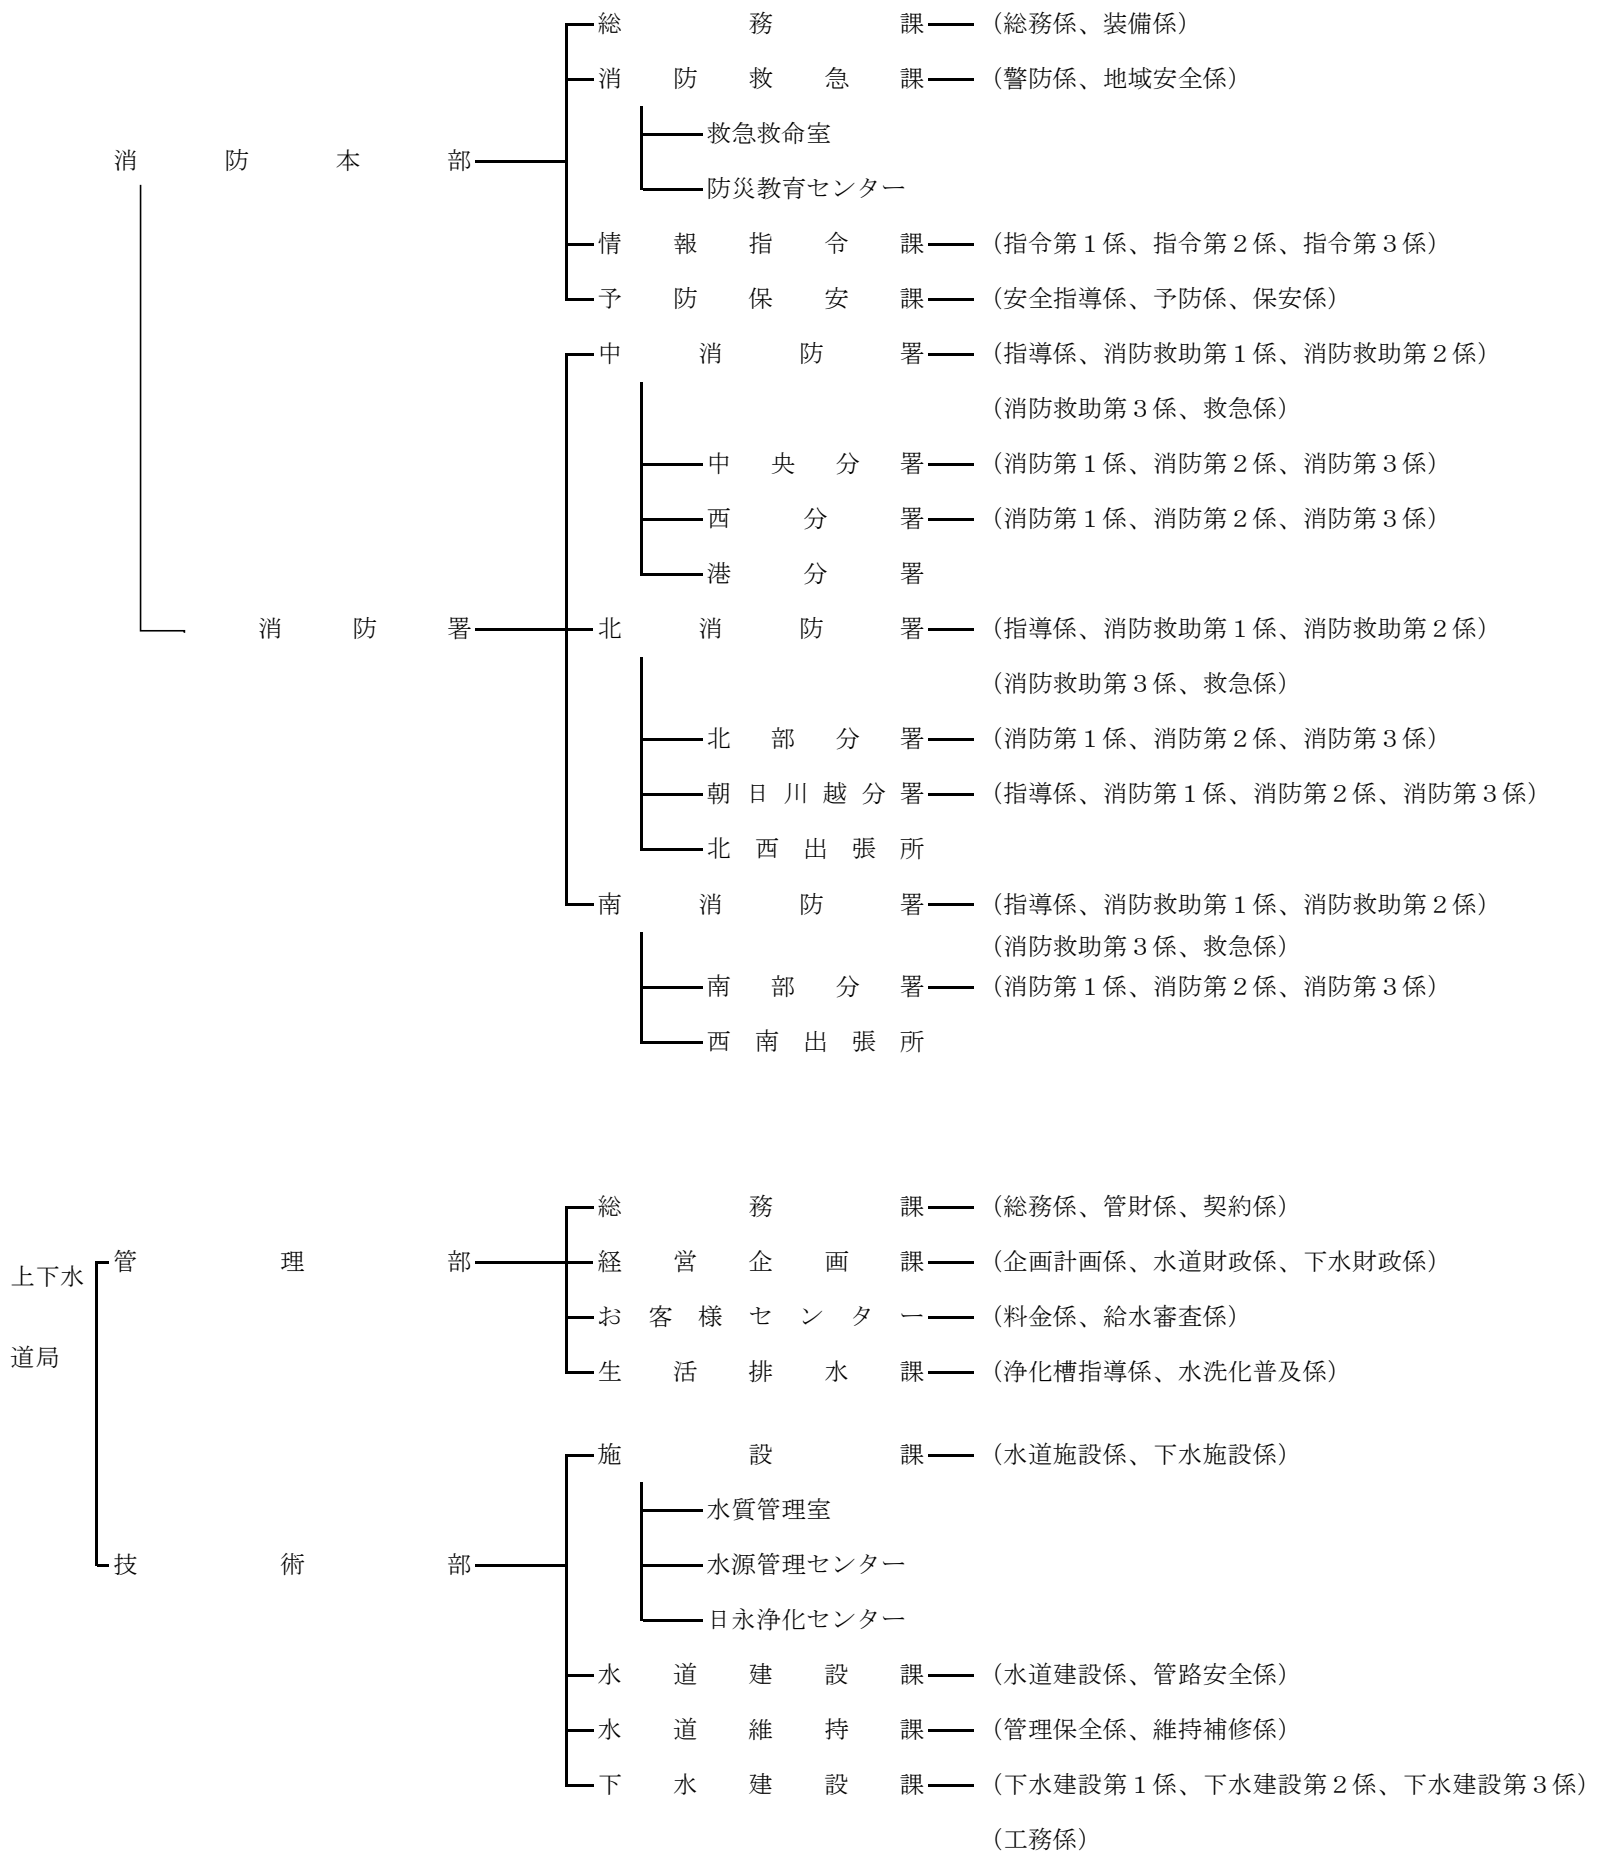 総務課 （総務係、装備係）
消防救急課 （警防係、地域安全係）
救急救命室
消防本部
防災教育センター
情報指令課 （指令第１係、指令第２係、指令第３係）
予防保安課 （安全指導係、予防係、保安係）
中消防署 （指導係、消防救助第１係、消防救助第２係）
（消防救助第３係、救急係）
中央分署 （消防第１係、消防第２係、消防第３係）
西分署 （消防第１係、消防第２係、消防第３係）
港分署
消防署 北消防署 （指導係、消防救助第１係、消防救助第２係）
（消防救助第３係、救急係）
北部分署 （消防第１係、消防第２係、消防第３係）
朝日川越分署 （指導係、消防第１係、消防第２係、消防第３係）
北西出張所
南消防署 （指導係、消防救助第１係、消防救助第２係）
（消防救助第３係、救急係）
南部分署 （消防第１係、消防第２係、消防第３係）
西南出張所
総務課 （総務係、管財係、契約係）
管理部 経営企画課 （企画計画係、水道財政係、下水財政係）
上下水
お客様センター （料金係、給水審査係）
道局
生活排水課 （浄化槽指導係、水洗化普及係）
施設課 （水道施設係、下水施設係）
水質管理室
技術部 水源管理センター
日永浄化センター
水道建設課 （水道建設係、管路安全係）
水道維持課 （管理保全係、維持補修係）
下水建設課 （下水建設第１係、下水建設第２係、下水建設第３係）
（工務係）